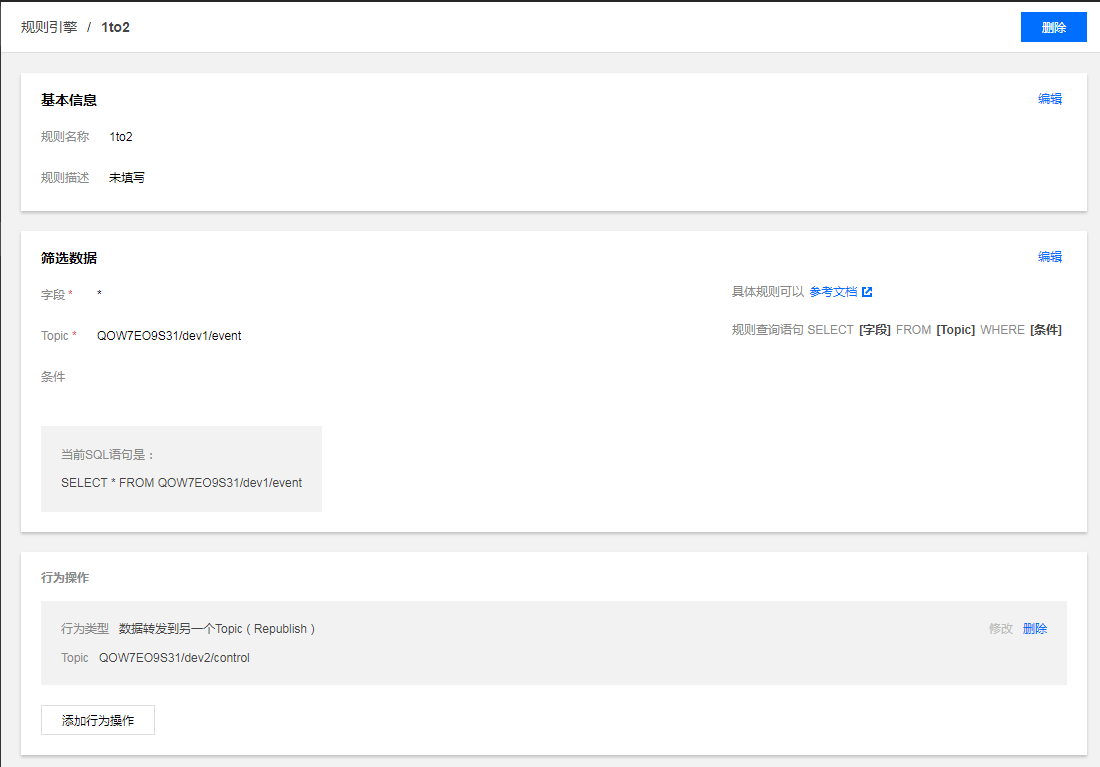 规则引擎 / 1to2
删除
基本信息
编辑
规则名称 1to2
规则描述 未填写
筛选数据
编辑
字段 * *
具体规则可以 参考文档
Topic * QOW7EO9S31/dev1/event
规则查询语句 SELECT [字段] FROM [Topic] WHERE [条件]
条件
当前SQL语句是：
SELECT * FROM QOW7EO9S31/dev1/event
行为操作
行为类型 数据转发到另一个Topic ( Republish )
修改 删除
Topic QOW7EO9S31/dev2/control
添加行为操作